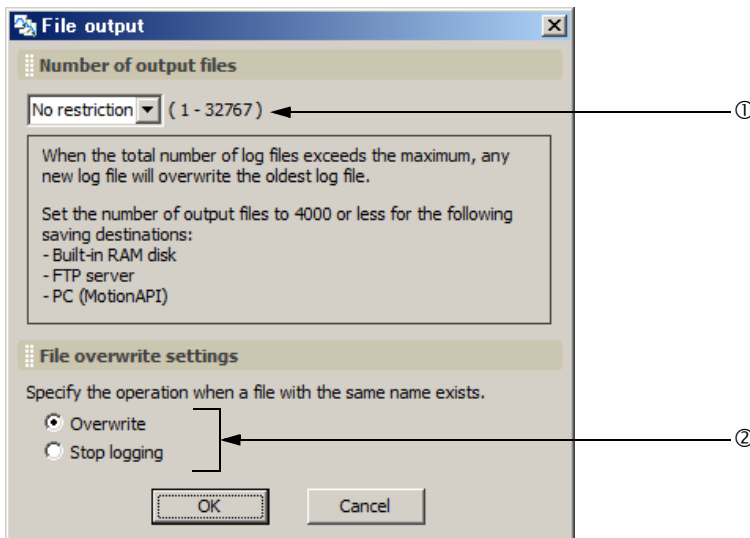 File output
Number of output files
No restriction ( 1 - 32767 )
①
When the total number of log files exceeds the maximum, any
new log file will overwrite the oldest log file.
Set the number of output files to 4000 or less for the following
saving destinations:
- Built-in RAM disk
- FTP server
- PC (MotionAPI)
File overwrite settings
Specify the operation when a file with the same name exists.
Overwrite
②
Stop logging
OK Cancel